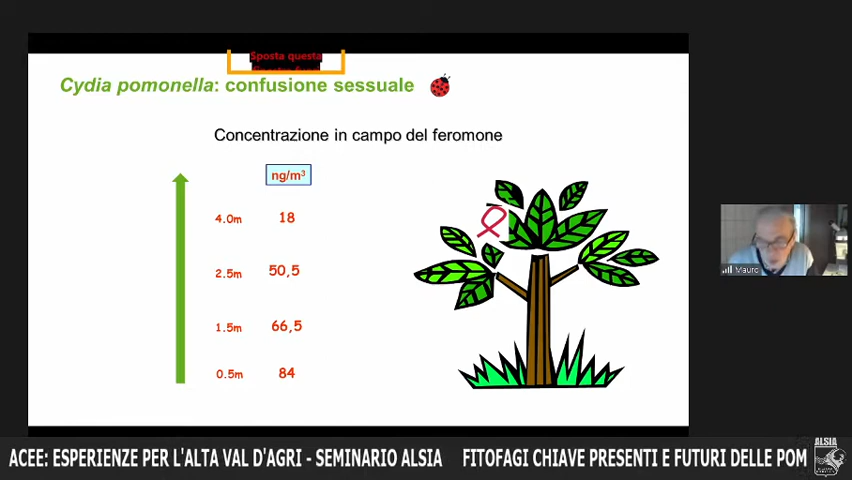 Sposta questa
Cydia pomonella: confusione sessuale
Concentrazione in campo del feromone
ng/m³
4.0m 18
2.5m 50,5
1.5m 66,5
0.5m 84
Mauro
ALSIA
ACEE: ESPERIENZE PER L'ALTA VAL D'AGRI - SEMINARIO ALSIA FITOFAGI CHIAVE PRESENTI E FUTURI DELLE POM